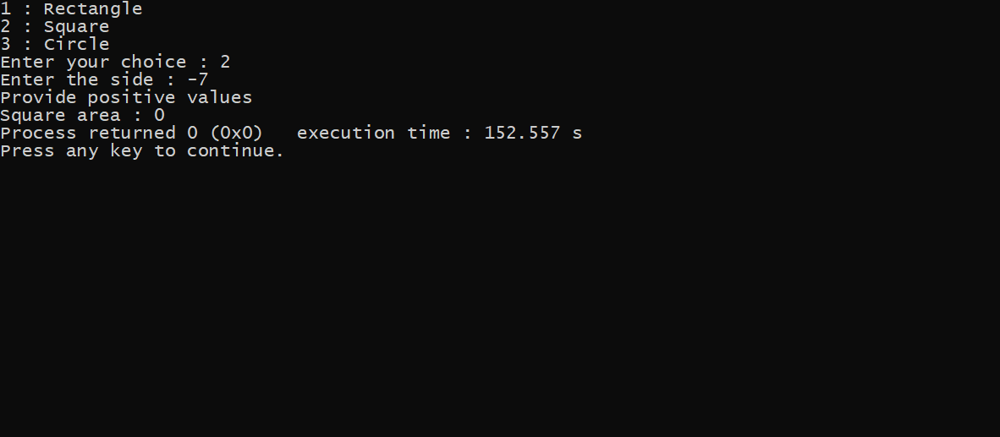 1 : Rectangle
2 : Square
3 : Circle
Enter your choice : 2
Enter the side : -7
Provide positive values
Square area : 0
Process returned 0 (0x0)   execution time : 152.557 s
Press any key to continue.